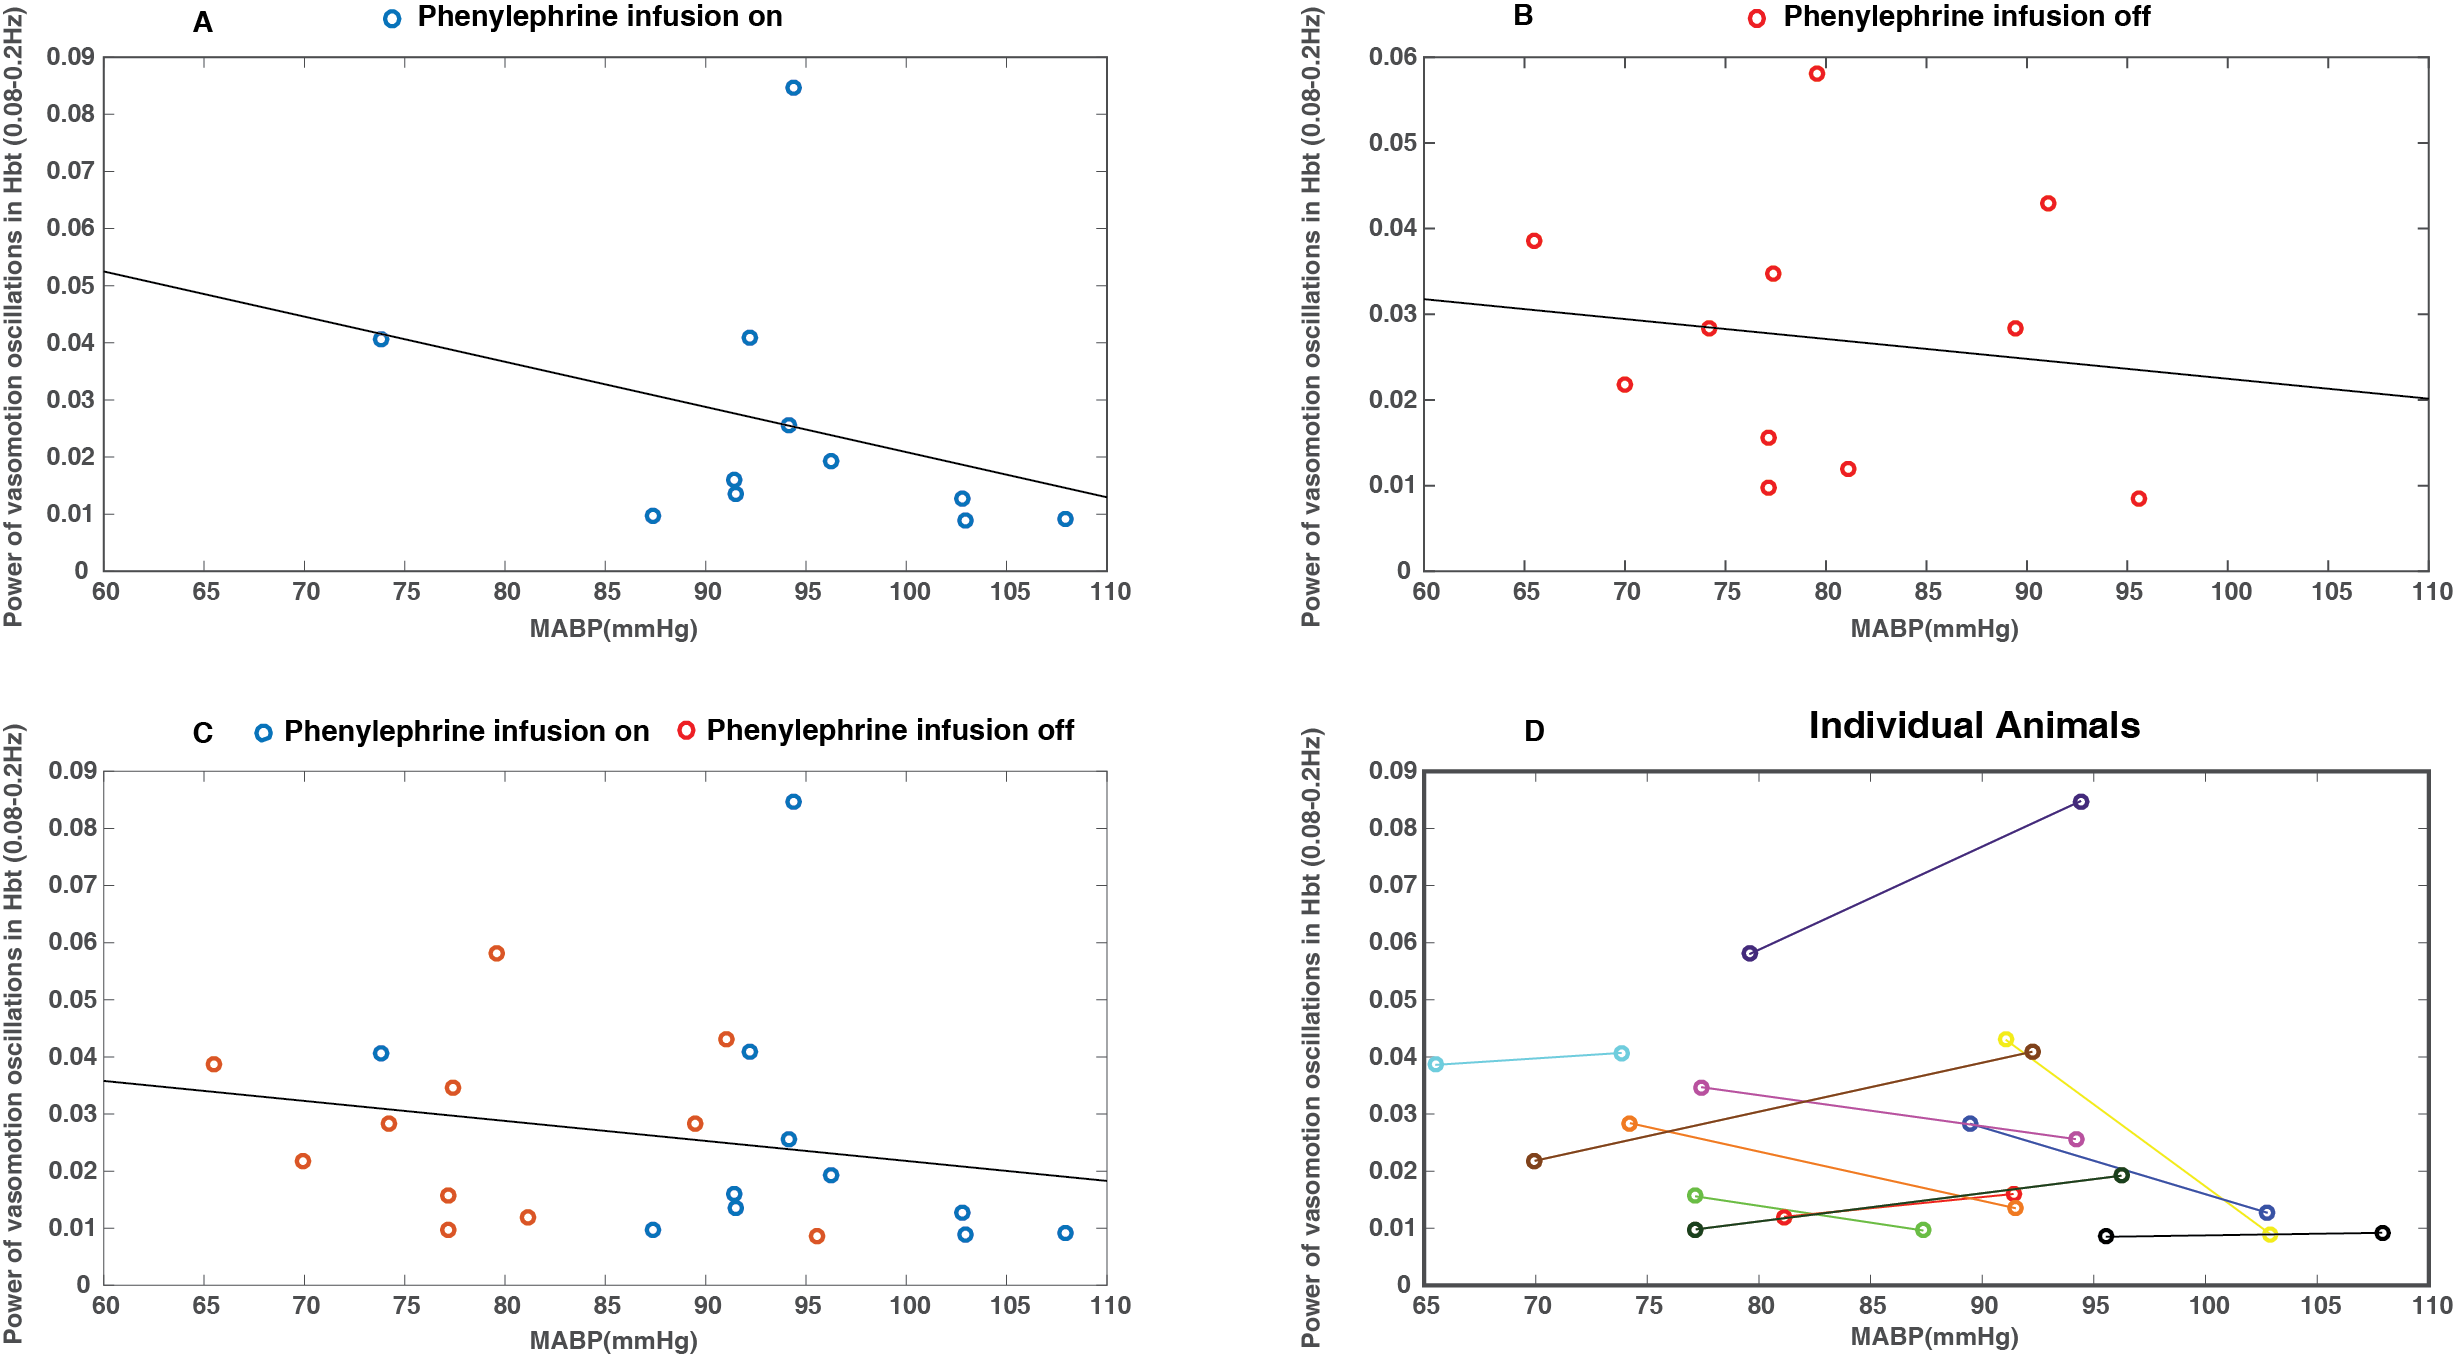 A
Phenylephrine infusion on
Power of vasomotion oscillations in Hbt (0.08-0.2Hz)
0.09
0.08
0.07
0.06
0.05
0.04
0.03
0.02
0.01
0
60 65 70 75 80 85 90 95 100 105 110
MABP(mmHg)
B
Phenylephrine infusion off
Power of vasomotion oscillations in Hbt (0.08-0.2Hz)
0.06
0.05
0.04
0.03
0.02
0.01
0
60 65 70 75 80 85 90 95 100 105 110
MABP(mmHg)
C
Phenylephrine infusion on Phenylephrine infusion off
Power of vasomotion oscillations in Hbt (0.08-0.2Hz)
0.09
0.08
0.07
0.06
0.05
0.04
0.03
0.02
0.01
0
60 65 70 75 80 85 90 95 100 105 110
MABP(mmHg)
D
Individual Animals
Power of vasomotion oscillations in Hbt (0.08-0.2Hz)
0.09
0.08
0.07
0.06
0.05
0.04
0.03
0.02
0.01
0
65 70 75 80 85 90 95 100 105 110
MABP(mmHg)